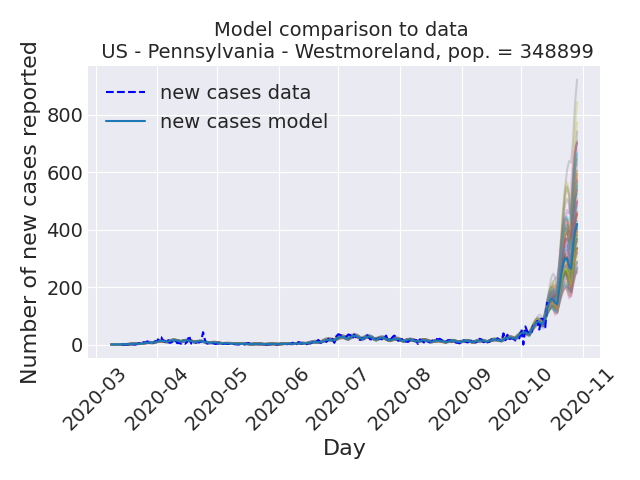 Model comparison to data
US - Pennsylvania - Westmoreland, pop. = 348899
new cases data
new cases model
Number of new cases reported
800
600
400
200
0
2020-03
2020-04
2020-05
2020-06
2020-07
2020-08
2020-09
2020-10
2020-11
Day